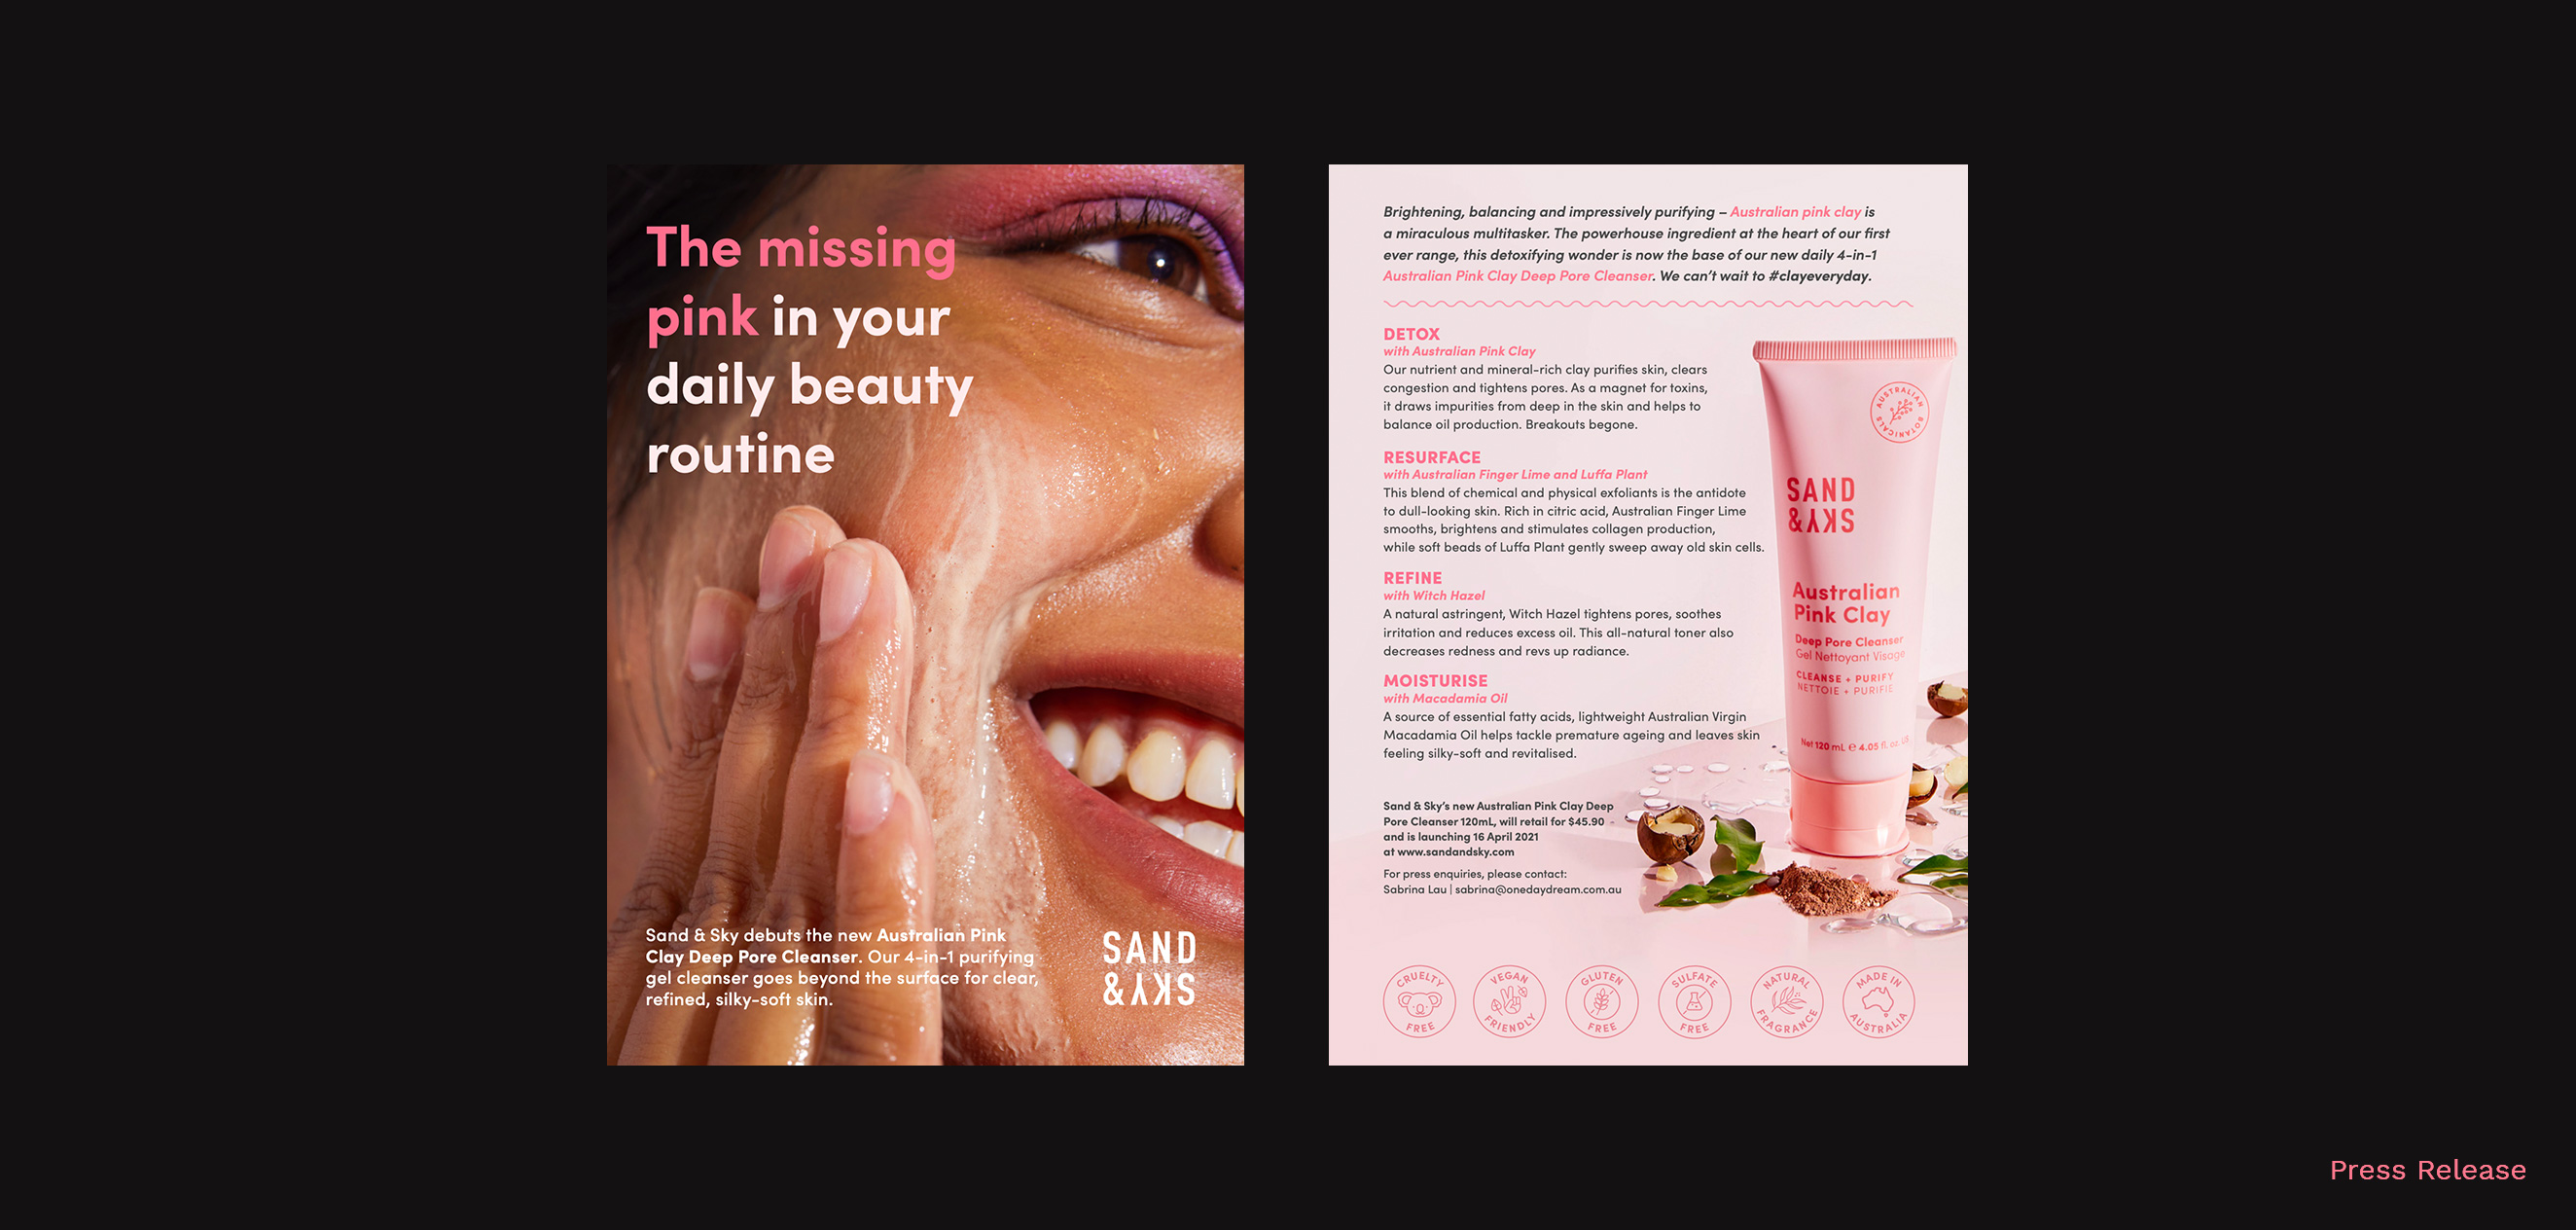 The missing
pink in your
daily beauty
routine
Sand & Sky debuts the new Australian Pink
Clay Deep Pore Cleanser. Our 4-in-1 purifying
gel cleanser goes beyond the surface for clear,
refined, silky-soft skin.
SAND
& SKY
Brightening, balancing and impressively purifying – Australian pink clay is
a miraculous multitasker. The powerhouse ingredient at the heart of our first
ever range, this detoxifying wonder is now the base of our new daily 4-in-1
Australian Pink Clay Deep Pore Cleanser. We can't wait to #clayeveryday.
DETOX
with Australian Pink Clay
Our nutrient and mineral-rich clay purifies skin, clears
congestion and tightens pores. As a magnet for toxins,
it draws impurities from deep in the skin and helps to
balance oil production. Breakouts begone.
RESURFACE
with Australian Finger Lime and Luffa Plant
This blend of chemical and physical exfoliants is the antidote
to dull-looking skin. Rich in citric acid, Australian Finger Lime
smooths, brightens and stimulates collagen production,
while soft beads of Luffa Plant gently sweep away old skin cells.
REFINE
with Witch Hazel
A natural astringent, Witch Hazel tightens pores, soothes
irritation and reduces excess oil. This all-natural toner also
decreases redness and revs up radiance.
MOISTURISE
with Macadamia Oil
A source of essential fatty acids, lightweight Australian Virgin
Macadamia Oil helps tackle premature ageing and leaves skin
feeling silky-soft and revitalised.
Sand & Sky's new Australian Pink Clay Deep
Pore Cleanser 120mL, will retail for $45.90
and is launching 16 April 2021
at www.sandandsky.com
For press enquiries, please contact:
Sabrina Lau | sabrina@onedaydream.com.au
AUSTRALIAN BOTANICALS
SAND
& SKY
Australian
Pink Clay
Deep Pore Cleanser
Gel Nettoyant Visage
CLEANSE + PURIFY
NETTOIE + PURIFIE
Net 120 mL ℮ 4.05 fl. oz. US
CRUELTY FREE
VEGAN FRIENDLY
GLUTEN FREE
SULFATE FREE
NATURAL FRAGRANCE
MADE IN AUSTRALIA
Press Release